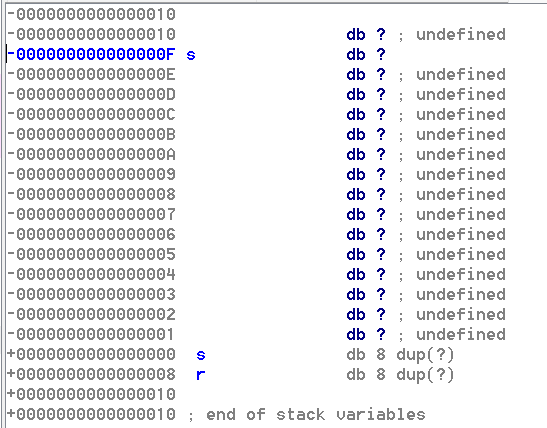 -0000000000000010
-0000000000000010 db ? ; undefined
-000000000000000F s db ?
-000000000000000E db ? ; undefined
-000000000000000D db ? ; undefined
-000000000000000C db ? ; undefined
-000000000000000B db ? ; undefined
-000000000000000A db ? ; undefined
-0000000000000009 db ? ; undefined
-0000000000000008 db ? ; undefined
-0000000000000007 db ? ; undefined
-0000000000000006 db ? ; undefined
-0000000000000005 db ? ; undefined
-0000000000000004 db ? ; undefined
-0000000000000003 db ? ; undefined
-0000000000000002 db ? ; undefined
-0000000000000001 db ? ; undefined
+0000000000000000 s db 8 dup(?)
+0000000000000008 r db 8 dup(?)
+0000000000000010
+0000000000000010 ; end of stack variables